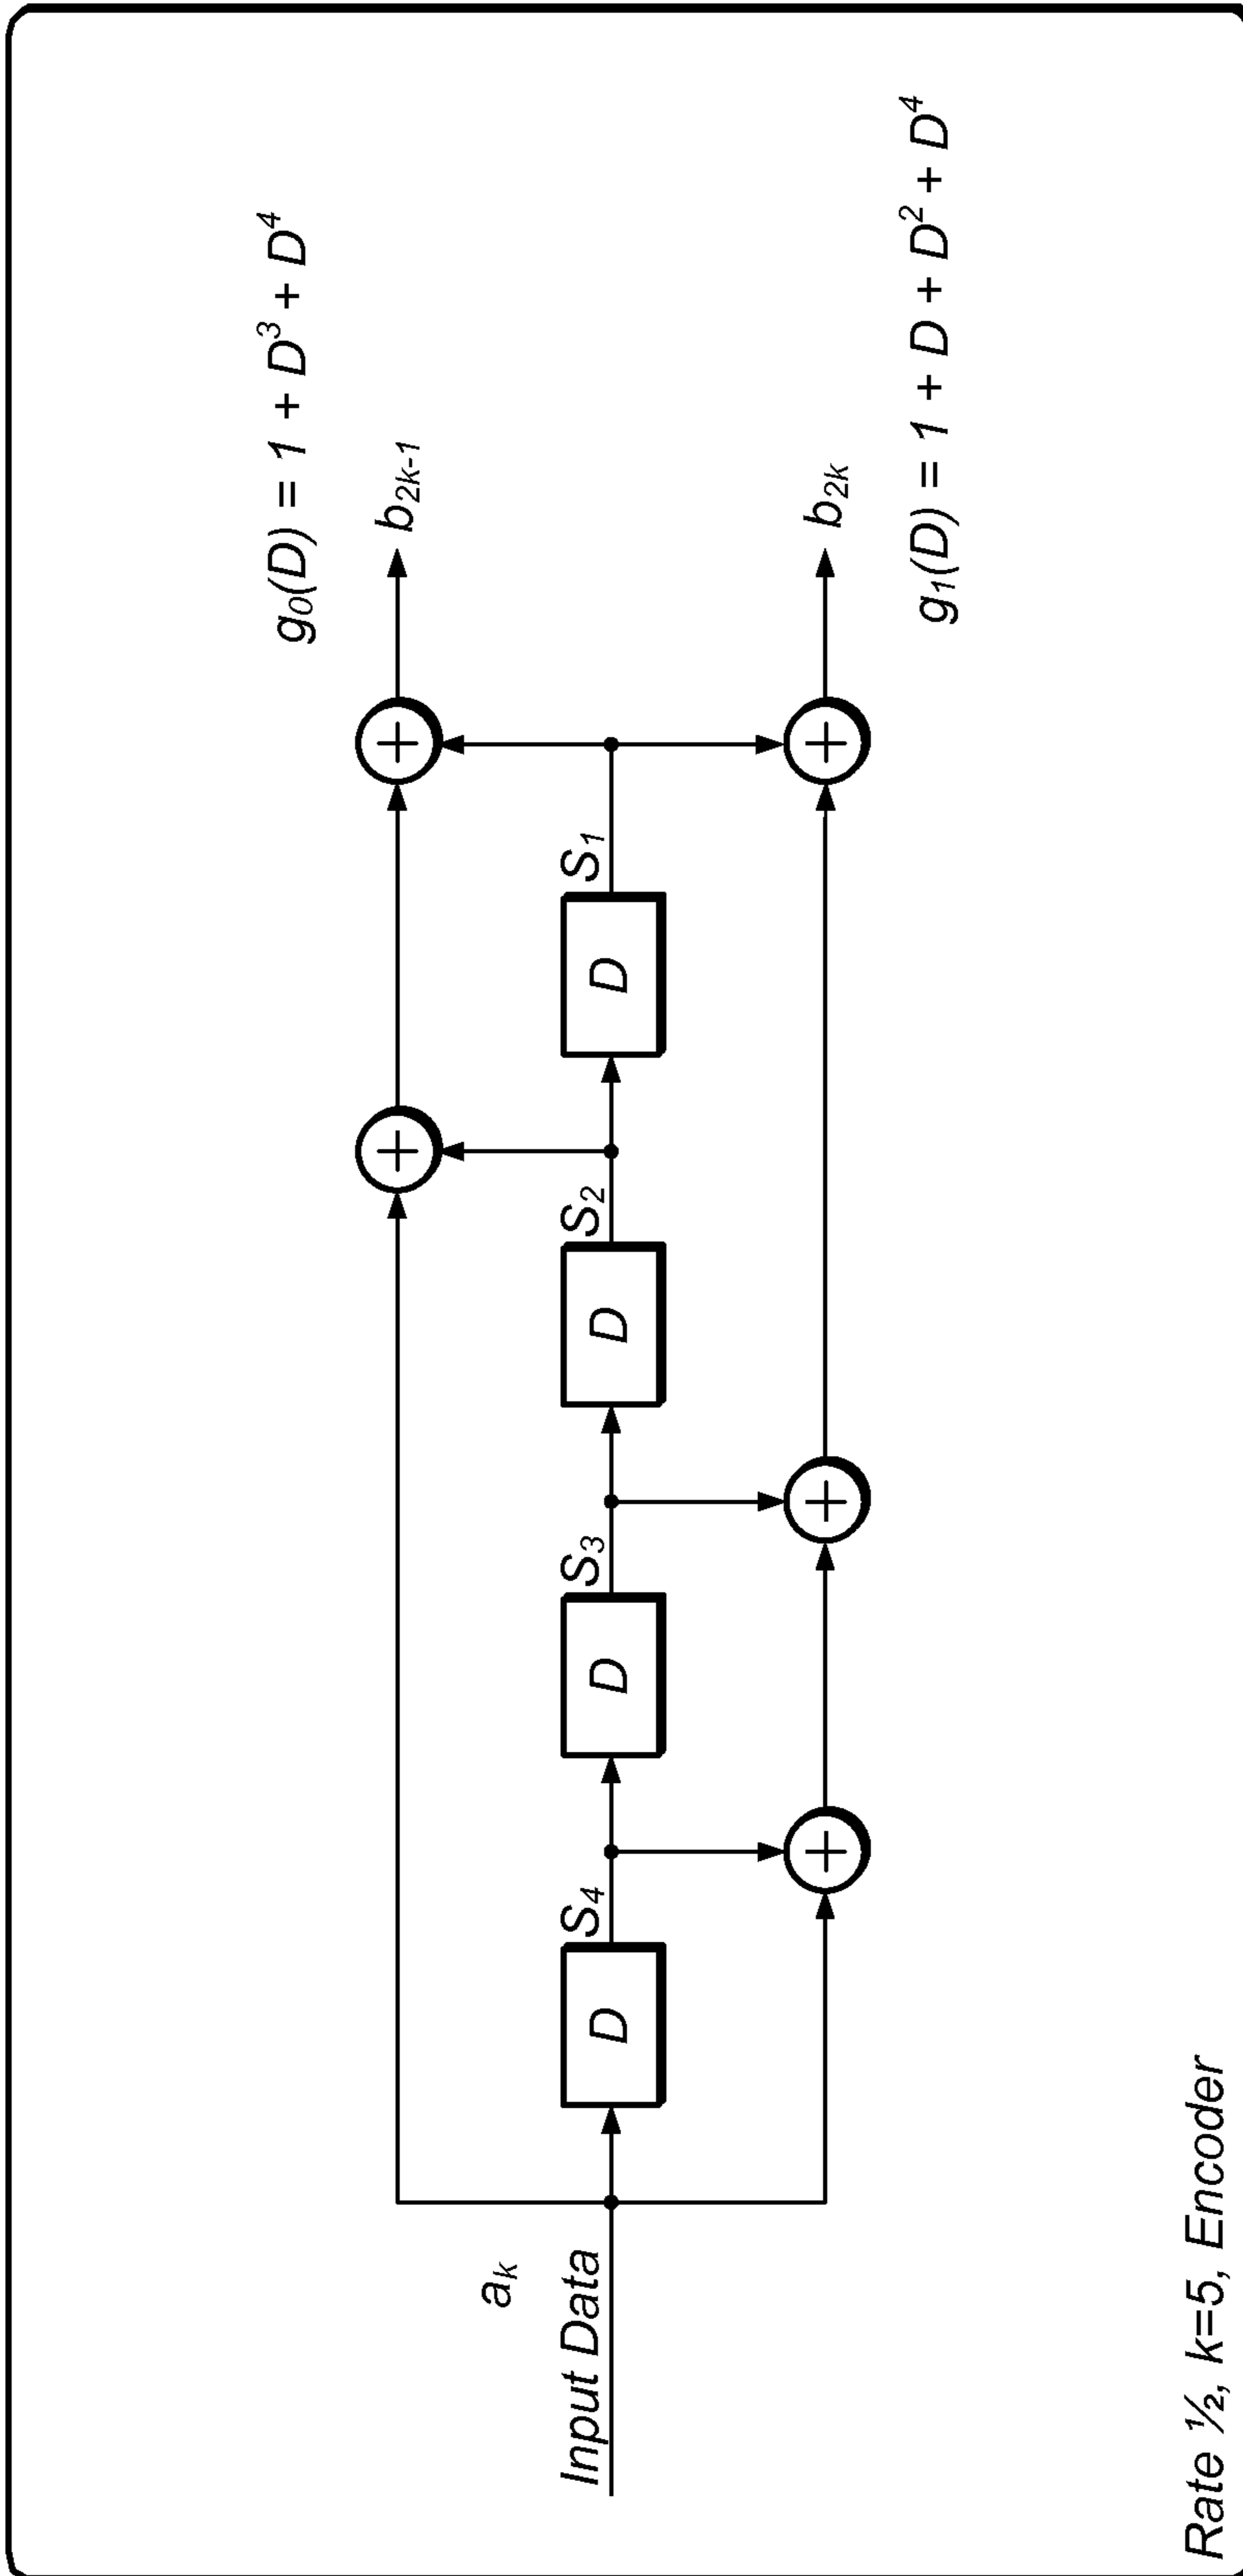 g₀(D) = 1 + D³ + D⁴
b₂ₖ₋₁
aₖ
Input Data
D
S₄
D
S₃
D
S₂
D
S₁
b₂ₖ
g₁(D) = 1 + D + D² + D⁴
Rate ½, k=5, Encoder